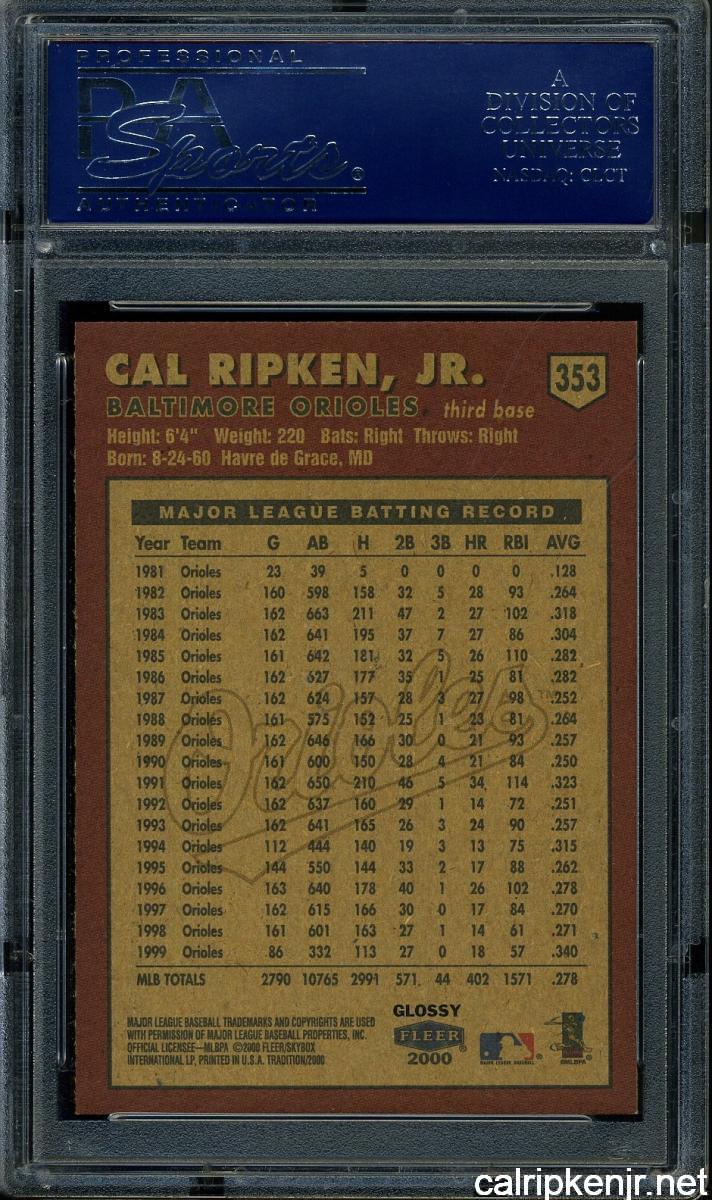 PROFESSIONAL
PSA
Sports®
AUTHENTICATOR
A
DIVISION OF
COLLECTORS
UNIVERSE
NASDAQ: CLCT
CAL RIPKEN, JR.
353
BALTIMORE ORIOLES third base
Height: 6'4" Weight: 220 Bats: Right Throws: Right
Born: 8-24-60 Havre de Grace, MD
MAJOR LEAGUE BATTING RECORD
Year Team G AB H 2B 3B HR RBI AVG
1981 Orioles 23 39 5 0 0 0 0 .128
1982 Orioles 160 598 158 32 5 28 93 .264
1983 Orioles 162 663 211 47 2 27 102 .318
1984 Orioles 162 641 195 37 7 27 86 .304
1985 Orioles 161 642 181 32 5 26 110 .282
1986 Orioles 162 627 177 35 1 25 81 .282
1987 Orioles 162 624 157 28 3 27 98 .252
1988 Orioles 161 575 152 25 1 23 81 .264
1989 Orioles 162 646 166 30 0 21 93 .257
1990 Orioles 161 600 150 28 4 21 84 .250
1991 Orioles 162 650 210 46 5 34 114 .323
1992 Orioles 162 637 160 29 1 14 72 .251
1993 Orioles 162 641 165 26 3 24 90 .257
1994 Orioles 112 444 140 19 3 13 75 .315
1995 Orioles 144 550 144 33 2 17 88 .262
1996 Orioles 163 640 178 40 1 26 102 .278
1997 Orioles 162 615 166 30 0 17 84 .270
1998 Orioles 161 601 163 27 1 14 61 .271
1999 Orioles 86 332 113 27 0 18 57 .340
MLB TOTALS 2790 10765 2991 571 44 402 1571 .278
Orioles™
MAJOR LEAGUE BASEBALL TRADEMARKS AND COPYRIGHTS ARE USED
WITH PERMISSION OF MAJOR LEAGUE BASEBALL PROPERTIES, INC.
OFFICIAL LICENSEE—MLBPA ©2000 FLEER/SKYBOX
INTERNATIONAL LP, PRINTED IN U.S.A. TRADITION/2000
GLOSSY
FLEER®
2000
MAJOR LEAGUE BASEBALL
©MLBPA
calripkenjr.net